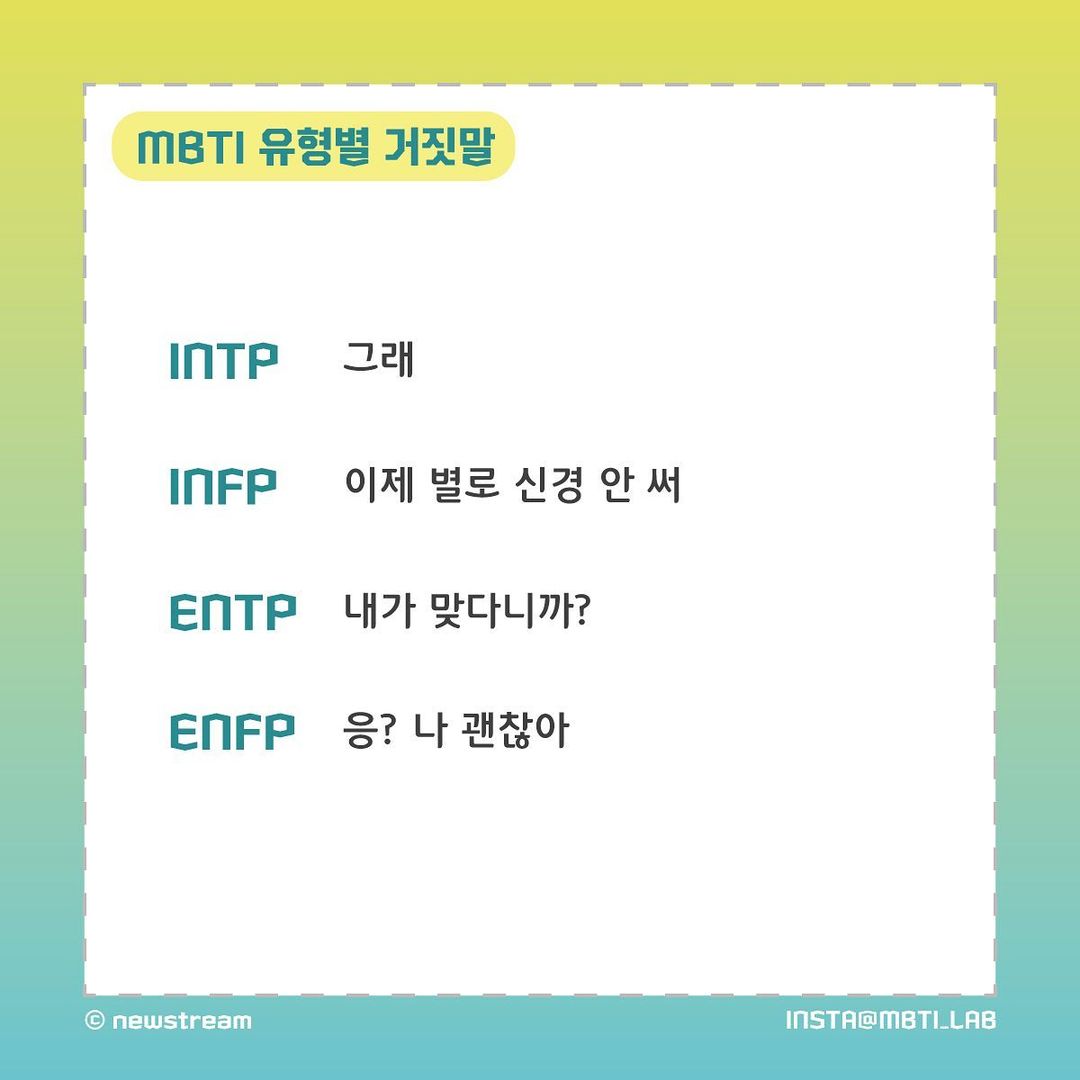 MBTI 유형별 거짓말
INTP 그래
INFP 이제 별로 신경 안 써
ENTP 내가 맞다니까?
ENFP 응? 나 괜찮아
© newstream
INSTA@MBTI_LAB